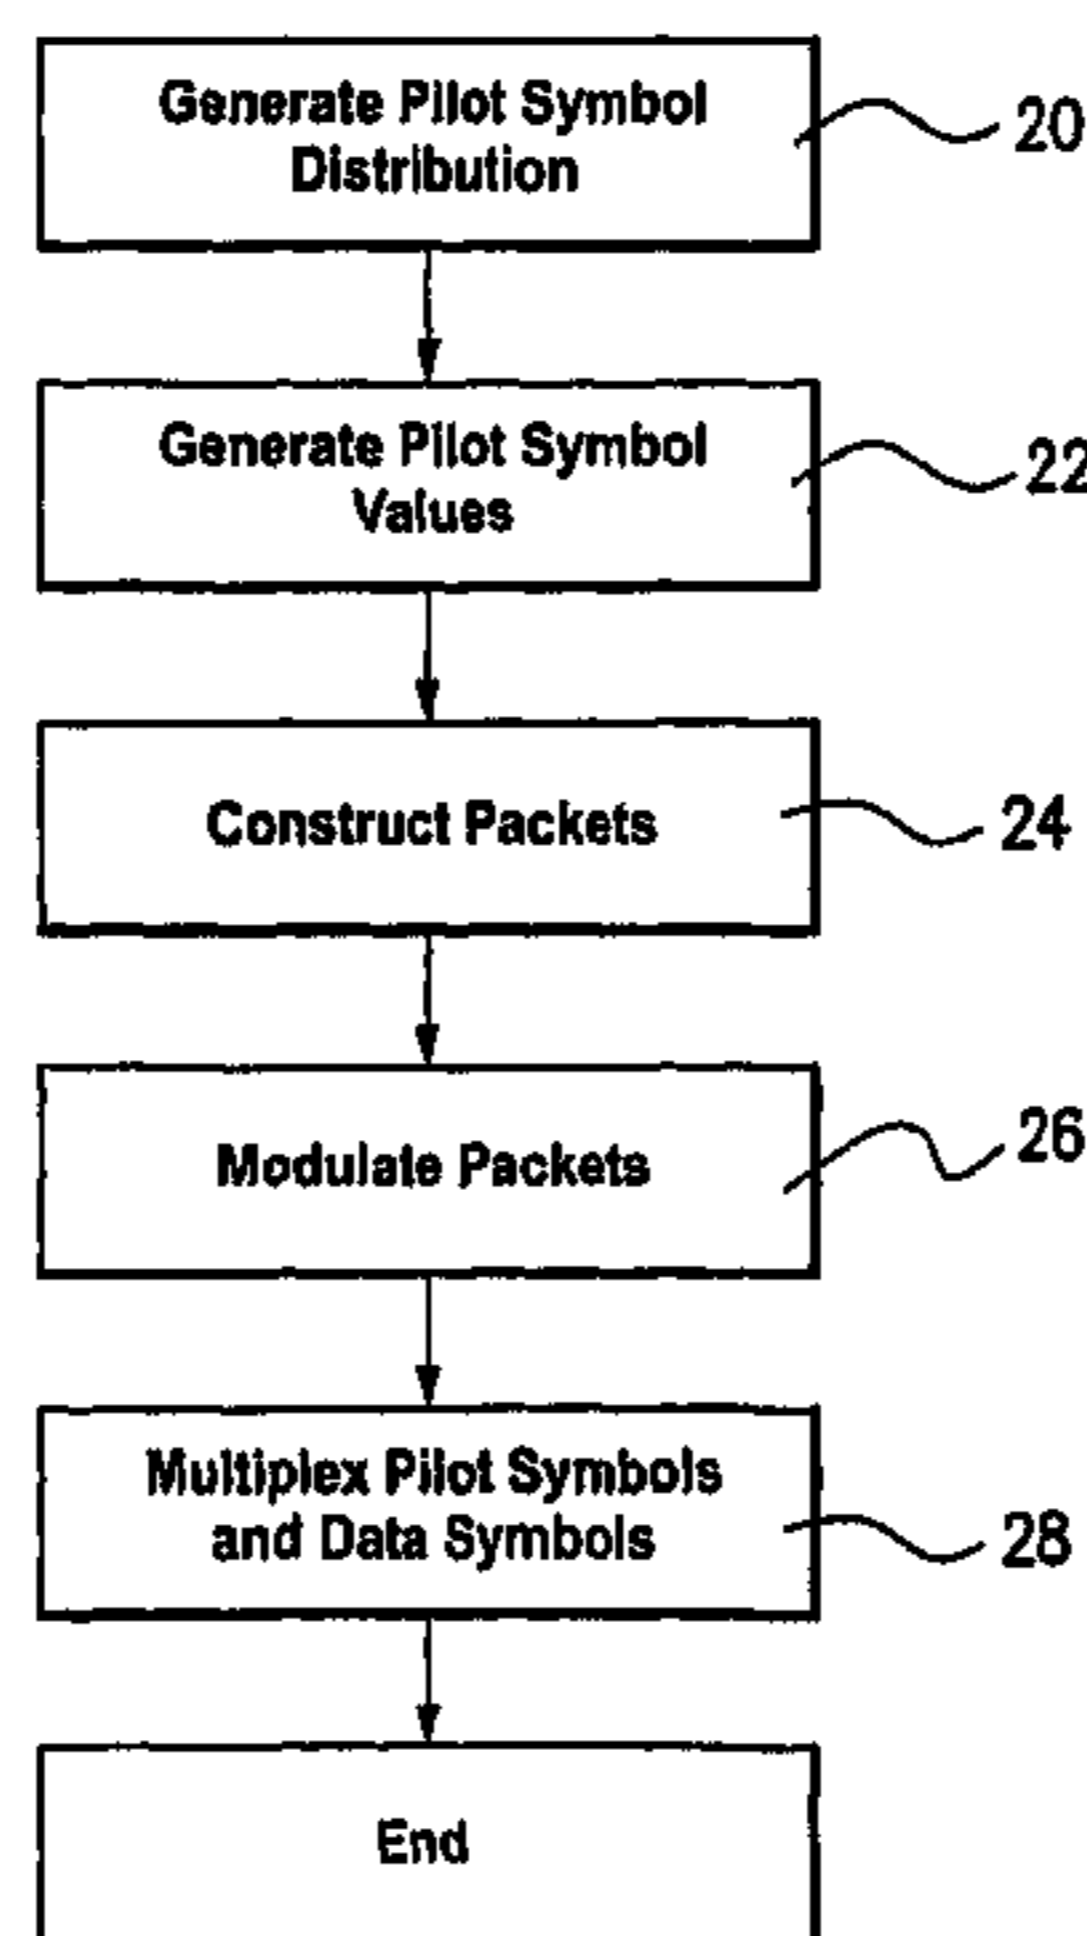 Generate Pilot Symbol
Distribution
20
Generate Pilot Symbol
Values
22
Construct Packets
24
Modulate Packets
26
Multiplex Pilot Symbols
and Data Symbols
28
End